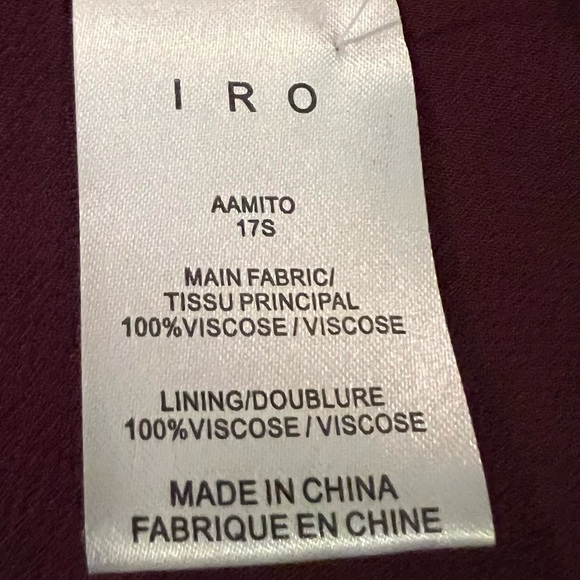 I R O
AAMITO
17S
MAIN FABRIC/
TISSU PRINCIPAL
100%VISCOSE / VISCOSE
LINING/DOUBLURE
100%VISCOSE / VISCOSE
MADE IN CHINA
FABRIQUE EN CHINE